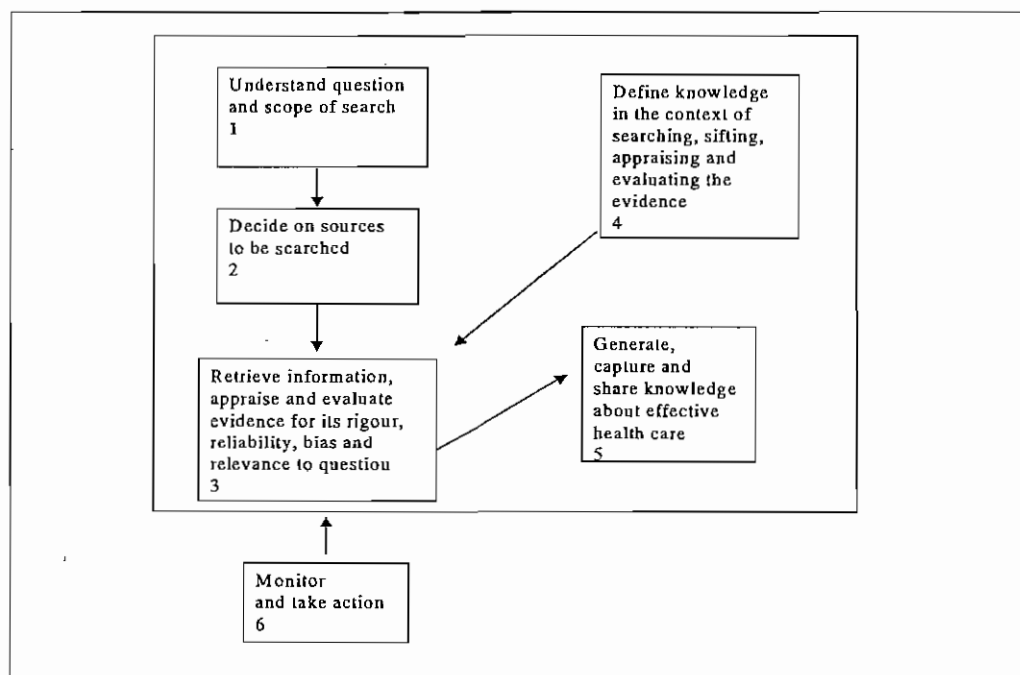 Understand question
and scope of search
1
Decide on sources
to be searched
2
Retrieve information,
appraise and evaluate
evidence for its rigour,
reliability, bias and
relevance to question
3
Define knowledge
in the context of
searching, sifting,
appraising and
evaluating the
evidence
4
Generate,
capture and
share knowledge
about effective
health care
5
Monitor
and take action
6